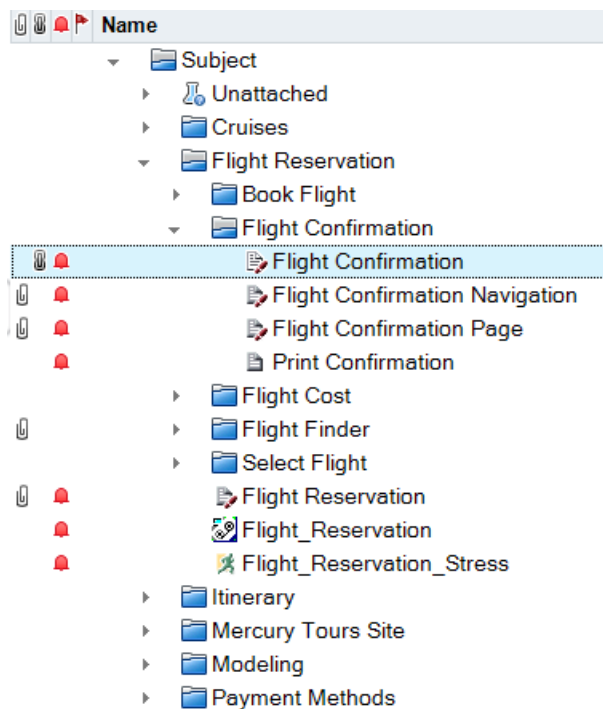 Name
Subject
Unattached
Cruises
Flight Reservation
Book Flight
Flight Confirmation
Flight Confirmation
Flight Confirmation Navigation
Flight Confirmation Page
Print Confirmation
Flight Cost
Flight Finder
Select Flight
Flight Reservation
Flight_Reservation
Flight_Reservation_Stress
Itinerary
Mercury Tours Site
Modeling
Payment Methods